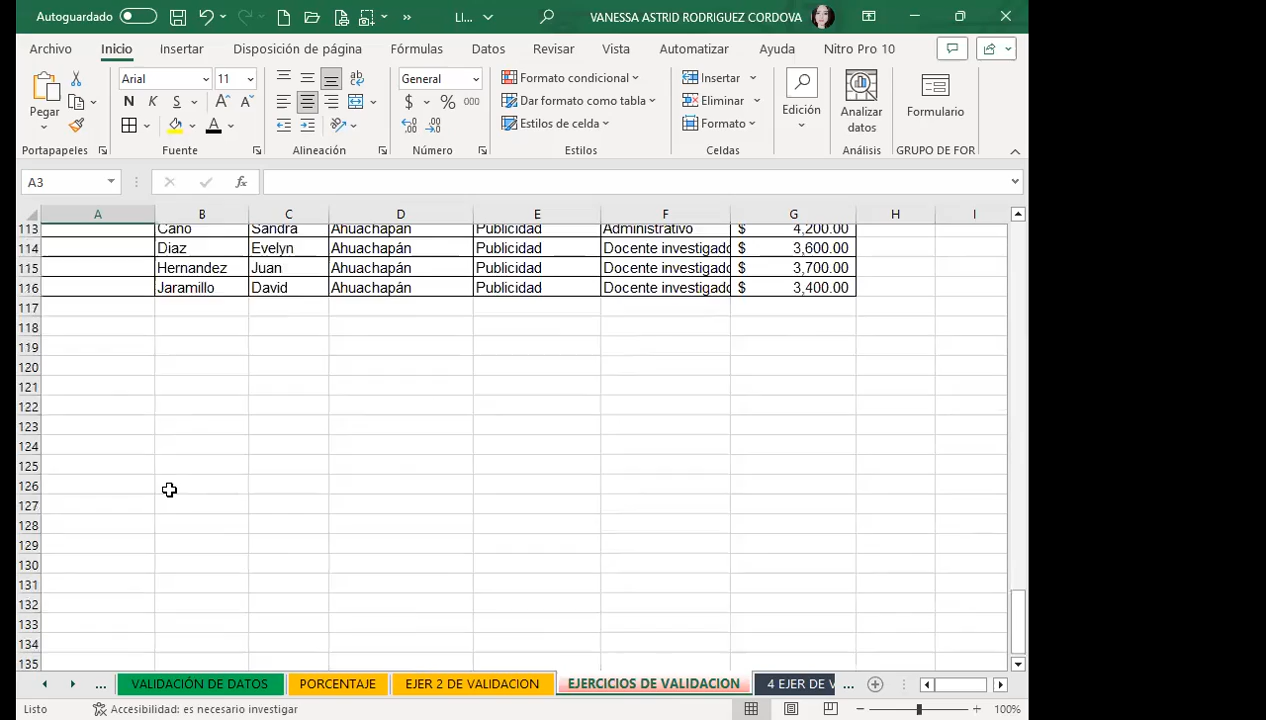 Autoguardado LI... VANESSA ASTRID RODRIGUEZ CORDOVA
Archivo Inicio Insertar Disposición de página Fórmulas Datos Revisar Vista Automatizar Ayuda Nitro Pro 10
Pegar Arial 11 General Formato condicional Insertar Edición Analizar datos Formulario
N K S $ % 000 Dar formato como tabla Eliminar
A Estilos de celda Formato
Portapapeles Fuente Alineación Número Estilos Celdas Análisis GRUPO DE FOR
A3 fx
A B C D E F G H I
113 Cano Sandra Ahuachapán Publicidad Administrativo $ 4,200.00
114 Diaz Evelyn Ahuachapán Publicidad Docente investigado $ 3,600.00
115 Hernandez Juan Ahuachapán Publicidad Docente investigado $ 3,700.00
116 Jaramillo David Ahuachapán Publicidad Docente investigado $ 3,400.00
117
118
119
120
121
122
123
124
125
126
127
128
129
130
131
132
133
134
135
... VALIDACIÓN DE DATOS PORCENTAJE EJER 2 DE VALIDACION EJERCICIOS DE VALIDACION 4 EJER DE V ...
Listo Accesibilidad: es necesario investigar 100%